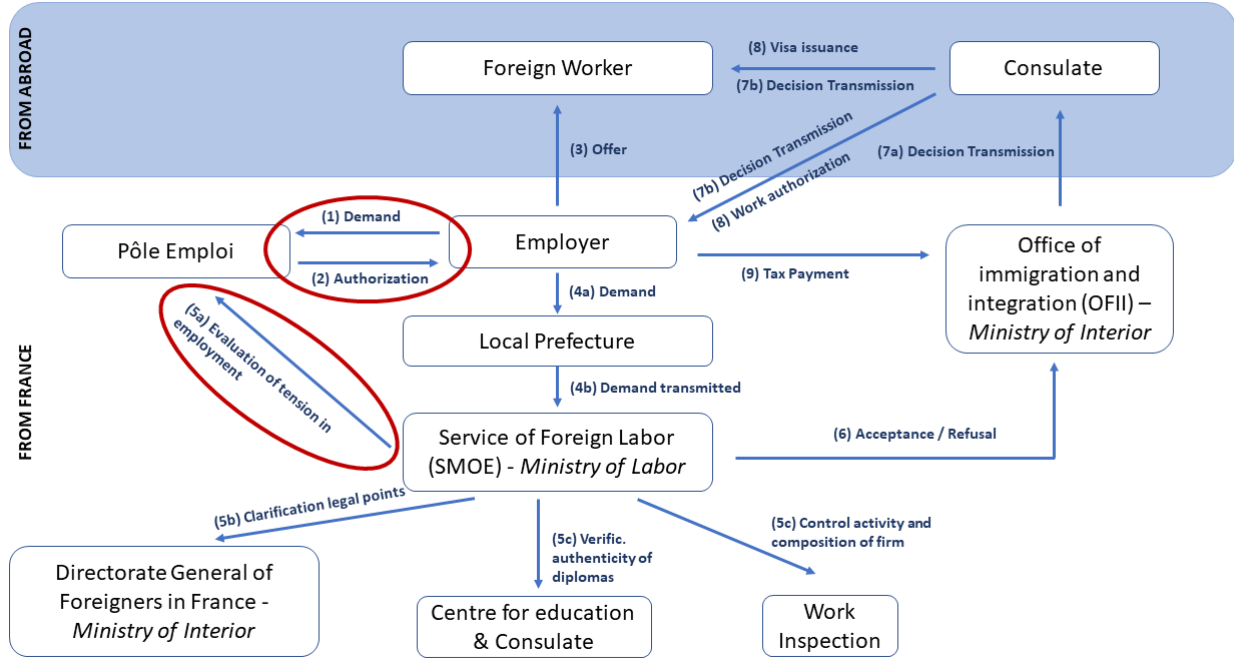 FROM ABROAD
Foreign Worker
(8) Visa issuance
(7b) Decision Transmission
Consulate
(3) Offer
(7b) Decision Transmission
(8) Work authorization
(7a) Decision Transmission
FROM FRANCE
Pôle Emploi
(1) Demand
(2) Authorization
Employer
(9) Tax Payment
Office of
immigration and
integration (OFII) –
Ministry of Interior
(4a) Demand
Local Prefecture
(4b) Demand transmitted
(5a) Evaluation of tension in
employment
Service of Foreign Labor
(SMOE) - Ministry of Labor
(6) Acceptance / Refusal
(5b) Clarification legal points
(5c) Verific.
authenticity of
diplomas
(5c) Control activity and
composition of firm
Directorate General of
Foreigners in France -
Ministry of Interior
Centre for education
& Consulate
Work
Inspection